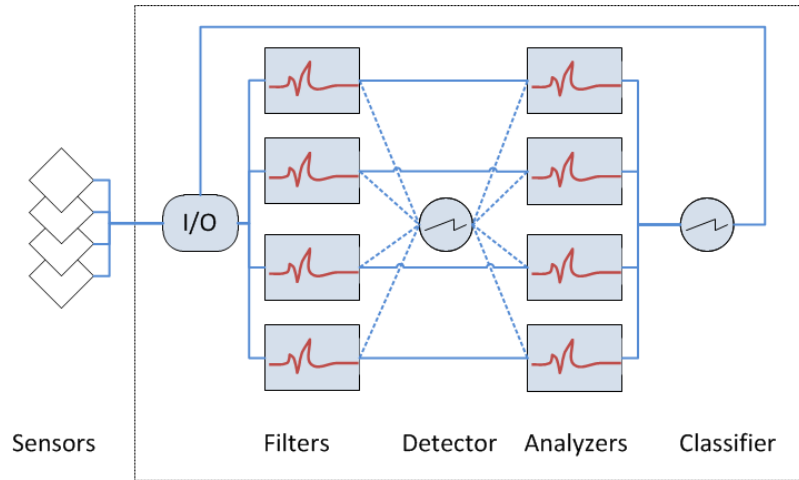 I/O
Sensors
Filters
Detector
Analyzers
Classifier